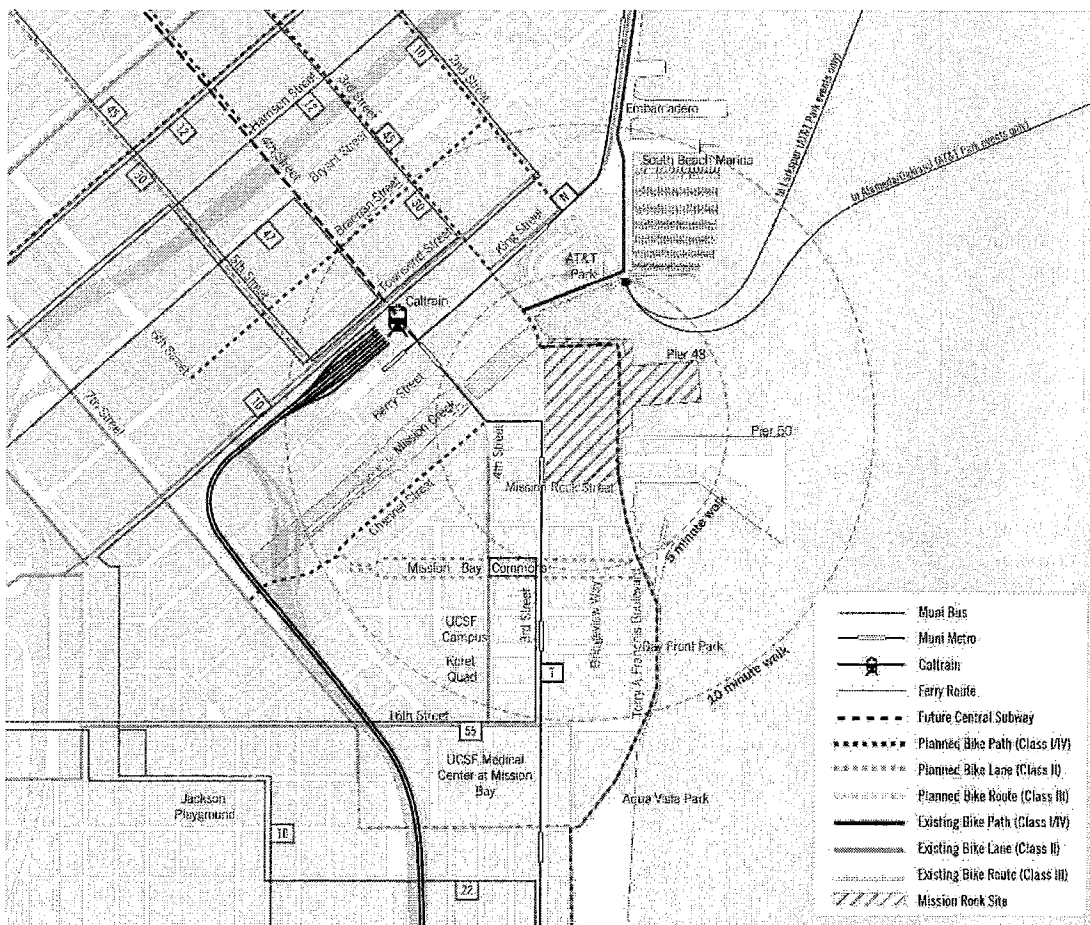 10
2nd Street
3rd Street
12
45
Harrison Street
45
12
4th Street
Bryant Street
30
Brannan Street
30
47
5th Street
6th Street
7th Street
Townsend Street
King Street
N
Embarcadero
South Beach Marina
to Larkspur (AT&T Park events only)
to Alameda/Oakland (AT&T Park events only)
AT&T
Park
Caltrain
10
Berry Street
Mission Creek
Channel Street
4th Street
Pier 48
Pier 50
Mission Rock Street
5 minute walk
Mission Bay Commons
3rd Street
Bridgeview Way
Terry A Francois Boulevard
UCSF
Campus
Koret
Quad
Bay Front Park
T
10 minute walk
16th Street
55
UCSF Medical
Center at Mission
Bay
Jackson
Playground
Agua Vista Park
10
22
Muni Bus
Muni Metro
Caltrain
Ferry Route
Future Central Subway
Planned Bike Path (Class I/IV)
Planned Bike Lane (Class II)
Planned Bike Route (Class III)
Existing Bike Path (Class I/IV)
Existing Bike Lane (Class II)
Existing Bike Route (Class III)
Mission Rock Site